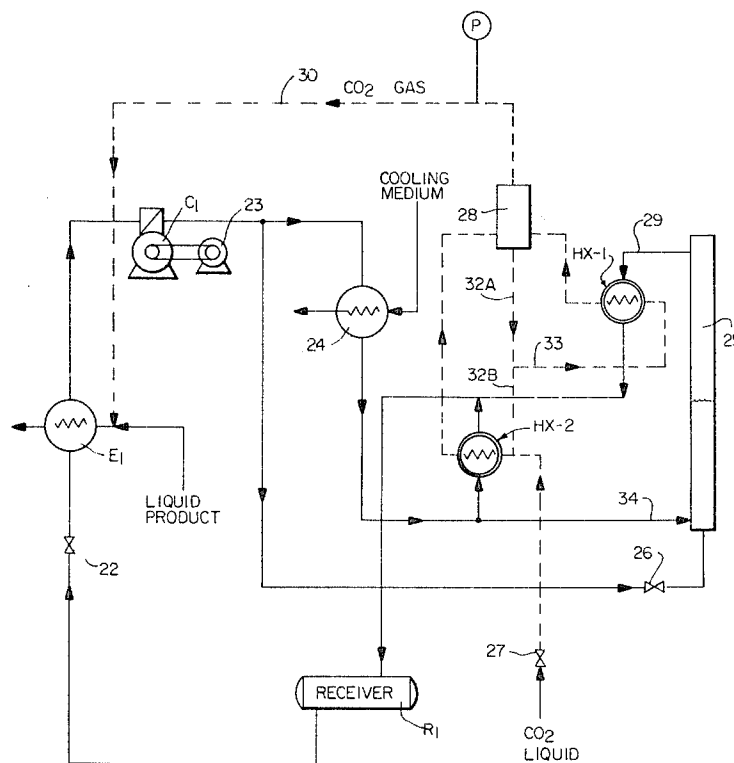 P
30
CO2 GAS
COOLING
MEDIUM
C1
23
28
29
HX-1
32A
24
33
25
32B
HX-2
E1
LIQUID
PRODUCT
34
22
26
27
RECEIVER
R1
CO2
LIQUID